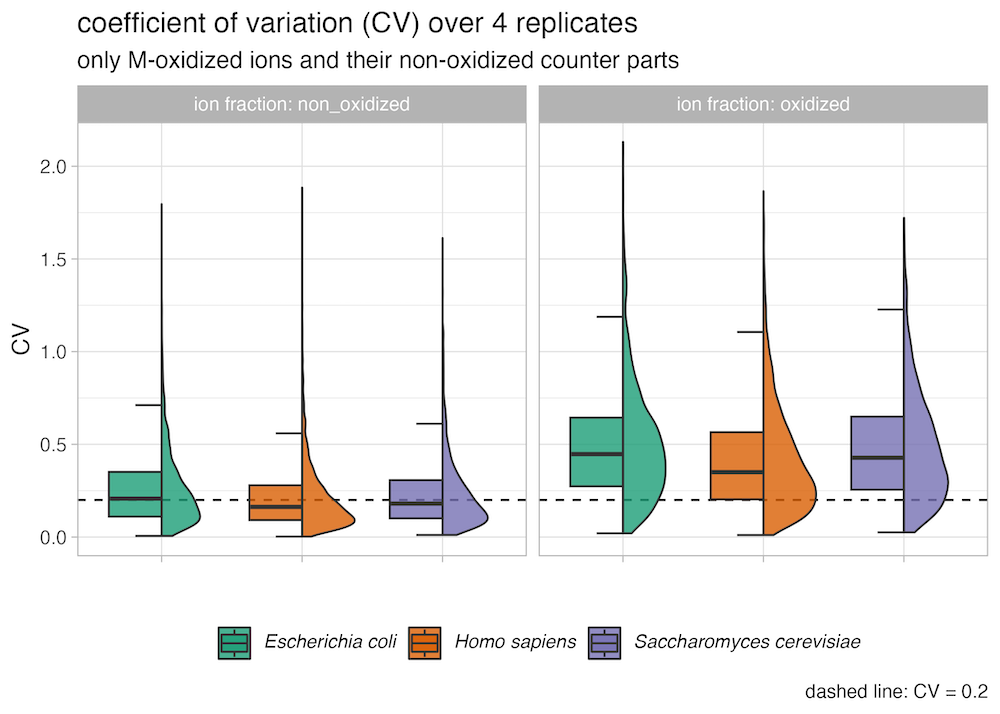 coefficient of variation (CV) over 4 replicates
only M-oxidized ions and their non-oxidized counter parts
ion fraction: non_oxidized
ion fraction: oxidized
CV
2.0
1.5
1.0
0.5
0.0
Escherichia coli
Homo sapiens
Saccharomyces cerevisiae
dashed line: CV = 0.2